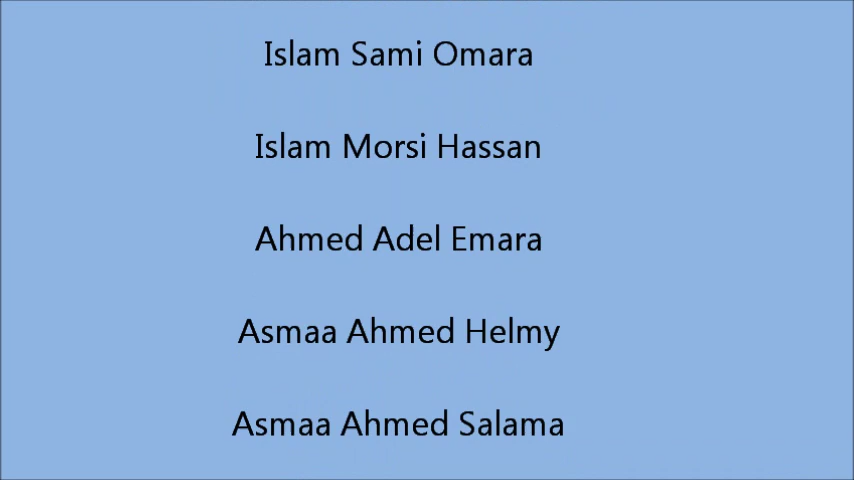 Islam Sami Omara
Islam Morsi Hassan
Ahmed Adel Emara
Asmaa Ahmed Helmy
Asmaa Ahmed Salama